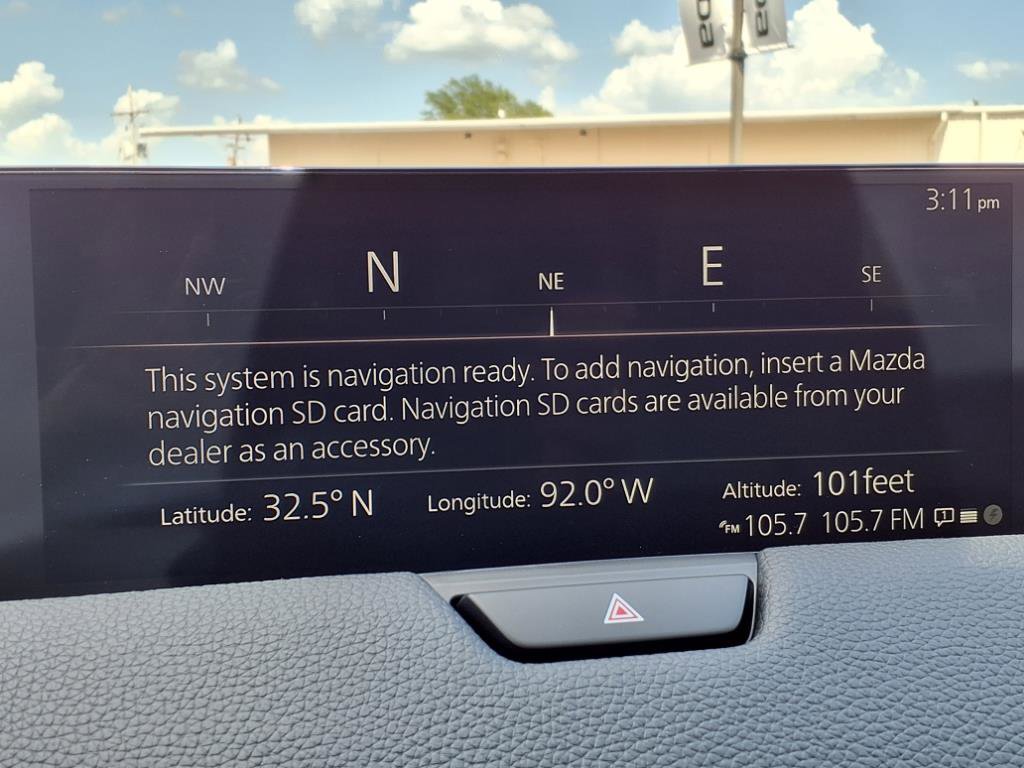 3:11 pm
NW N NE E SE
This system is navigation ready. To add navigation, insert a Mazda
navigation SD card. Navigation SD cards are available from your
dealer as an accessory.
Latitude: 32.5° N Longitude: 92.0° W Altitude: 101feet
FM 105.7 105.7 FM 1